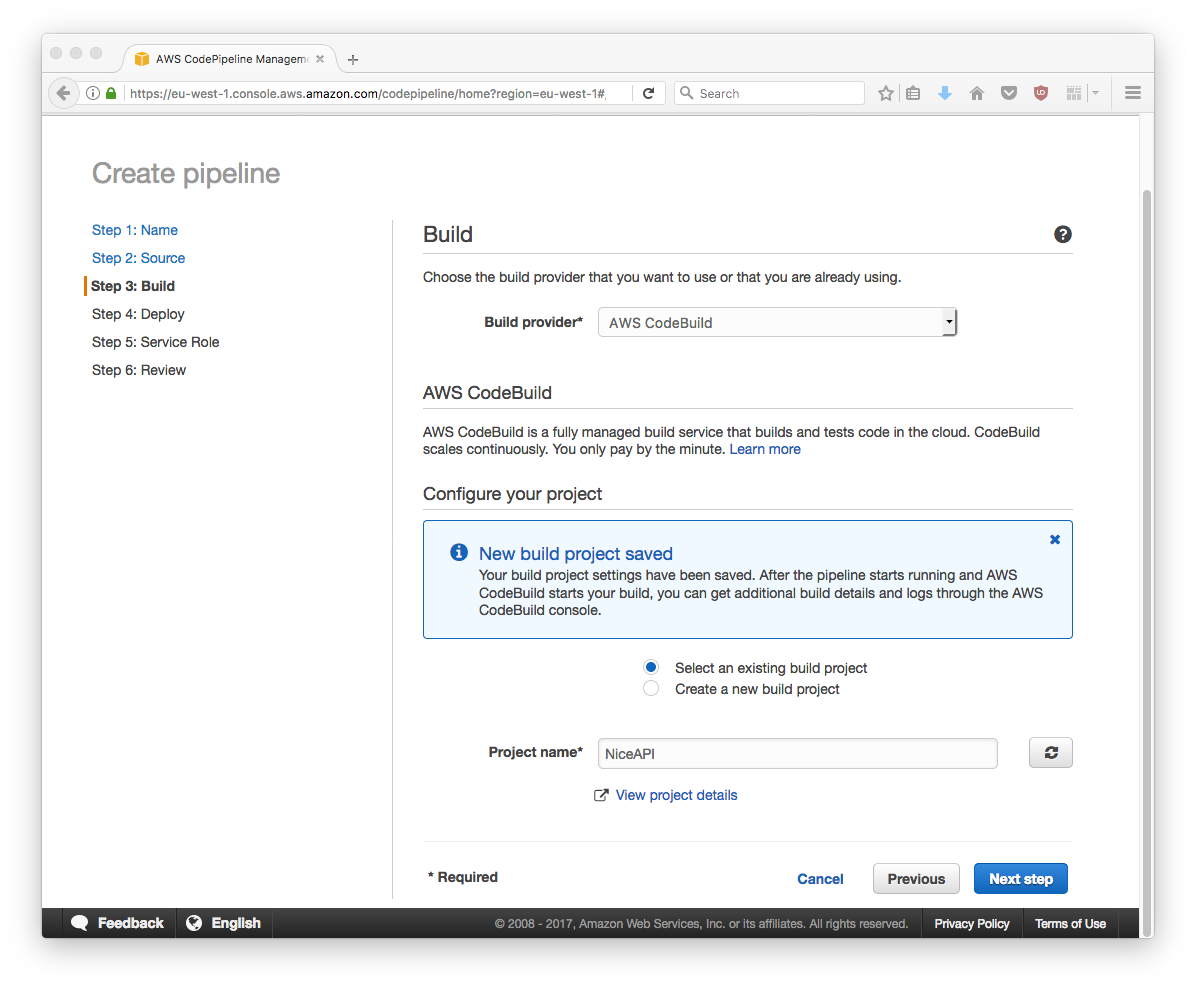 AWS CodePipeline Managem
https://eu-west-1.console.aws.amazon.com/codepipeline/home?region=eu-west-1#
Search
Create pipeline
Step 1: Name
Step 2: Source
Step 3: Build
Step 4: Deploy
Step 5: Service Role
Step 6: Review
Build
Choose the build provider that you want to use or that you are already using.
Build provider*
AWS CodeBuild
AWS CodeBuild
AWS CodeBuild is a fully managed build service that builds and tests code in the cloud. CodeBuild
scales continuously. You only pay by the minute. Learn more
Configure your project
New build project saved
Your build project settings have been saved. After the pipeline starts running and AWS
CodeBuild starts your build, you can get additional build details and logs through the AWS
CodeBuild console.
Select an existing build project
Create a new build project
Project name*
NiceAPI
View project details
* Required
Cancel
Previous
Next step
Feedback
English
© 2008 - 2017, Amazon Web Services, Inc. or its affiliates. All rights reserved.
Privacy Policy
Terms of Use